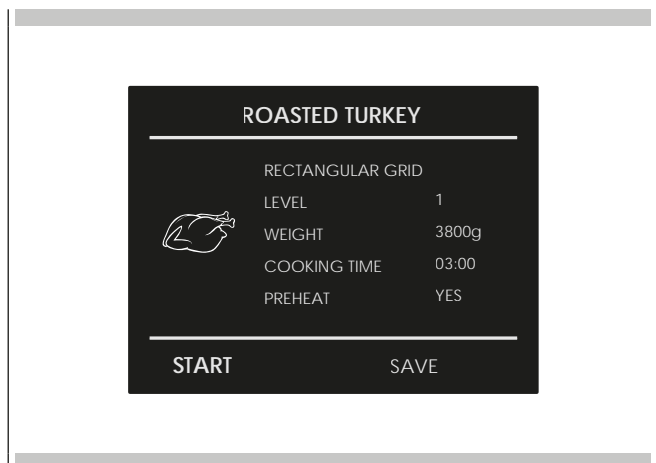 ROASTED TURKEY
RECTANGULAR GRID
LEVEL 1
WEIGHT 3800g
COOKING TIME 03:00
PREHEAT YES
START SAVE